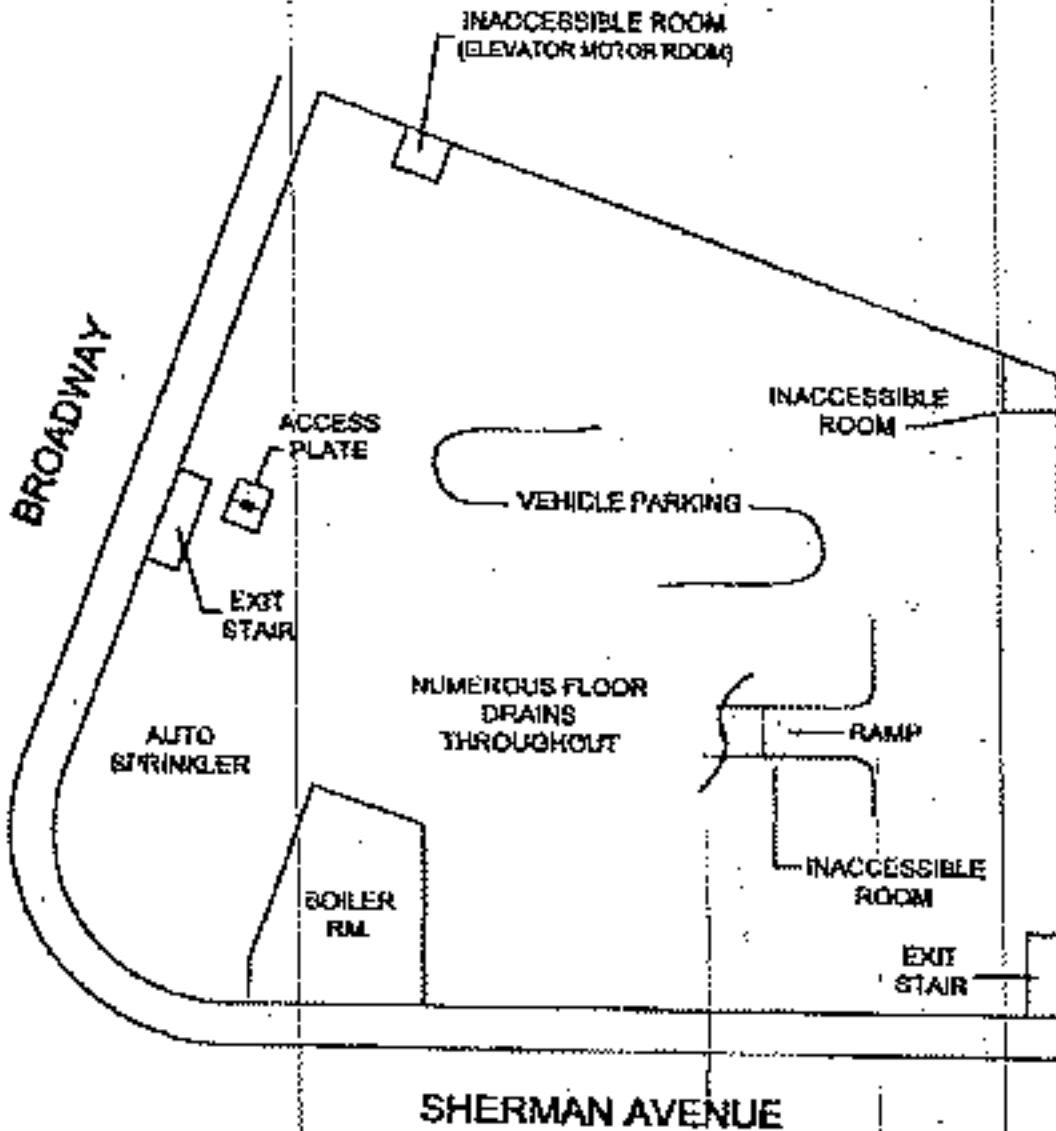 INACCESSIBLE ROOM
(ELEVATOR MOTOR ROOM)
BROADWAY
ACCESS
PLATE
INACCESSIBLE
ROOM
VEHICLE PARKING
EXIT
STAIR
NUMEROUS FLOOR
DRAINS
THROUGHOUT
AUTO
SPRINKLER
RAMP
BOILER
RM.
INACCESSIBLE
ROOM
EXIT
STAIR
SHERMAN AVENUE